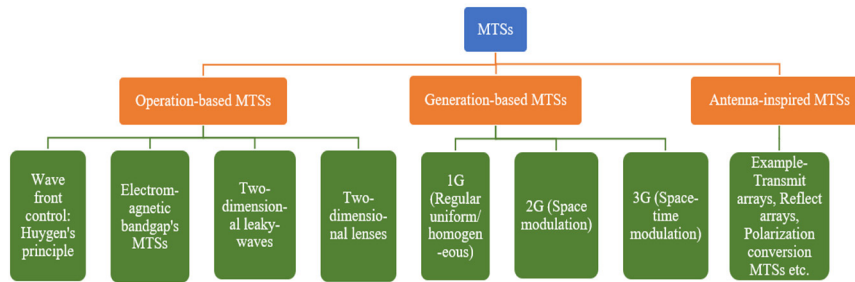 MTSs
Operation-based MTSs
Generation-based MTSs
Antenna-inspired MTSs
Wave
front
control:
Huygen's
principle
Electrom-
agnetic
bandgap's
MTSs
Two-
dimension-
al leaky-
waves
Two-
dimensio-
nal lenses
1G
(Regular
uniform/
homogen-
-eous)
2G (Space
modulation)
3G (Space-
time
modulation)
Example-
Transmit
arrays, Reflect
arrays,
Polarization
conversion
MTSs etc.